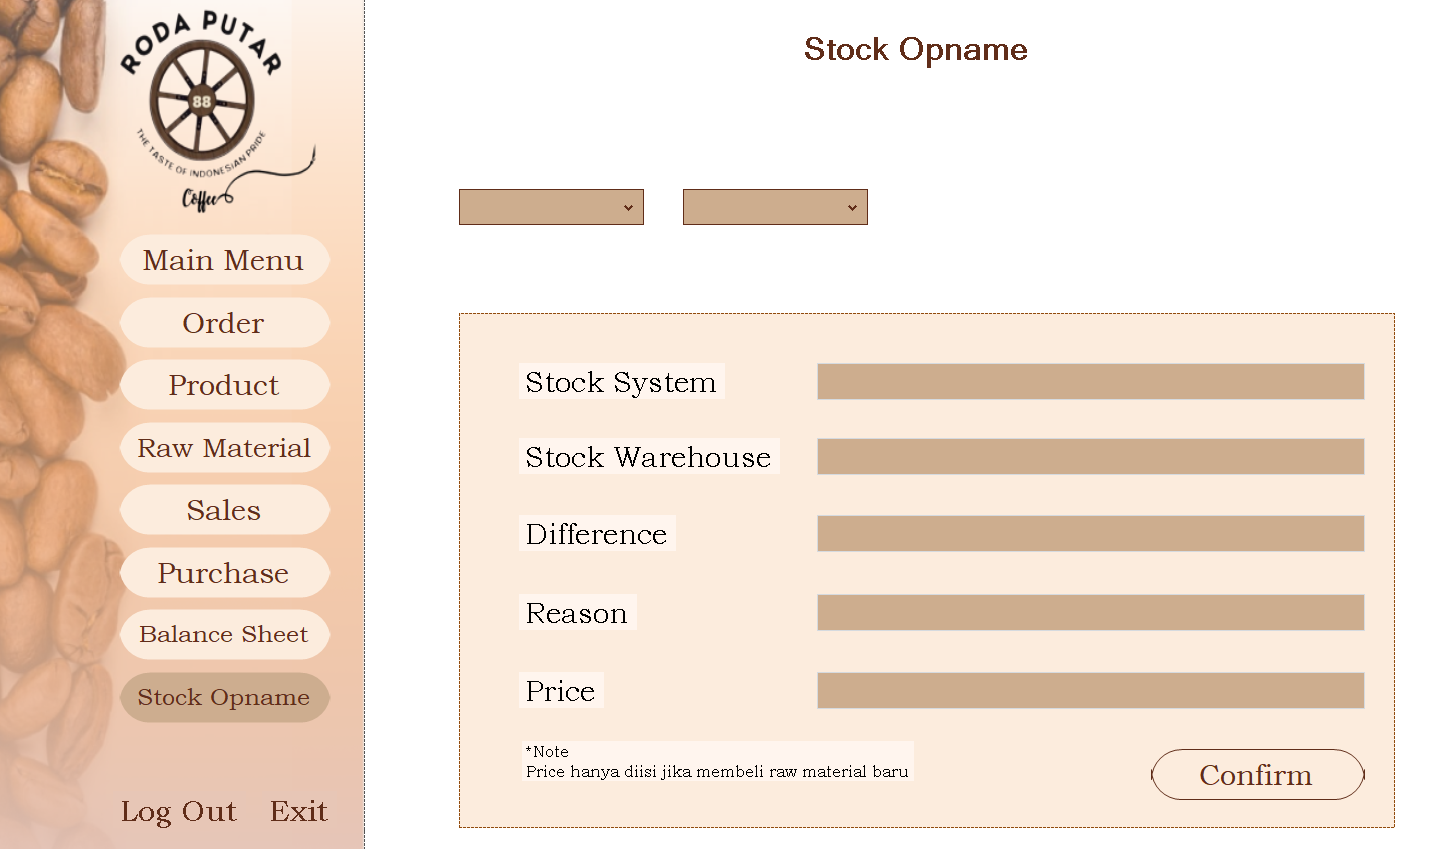 RODA PUTAR
88
THE TASTE OF INDONESIAN PRIDE
Coffee
Main Menu
Order
Product
Raw Material
Sales
Purchase
Balance Sheet
Stock Opname
Log Out Exit
Stock Opname
Stock System
Stock Warehouse
Difference
Reason
Price
*Note
Price hanya diisi jika membeli raw material baru
Confirm